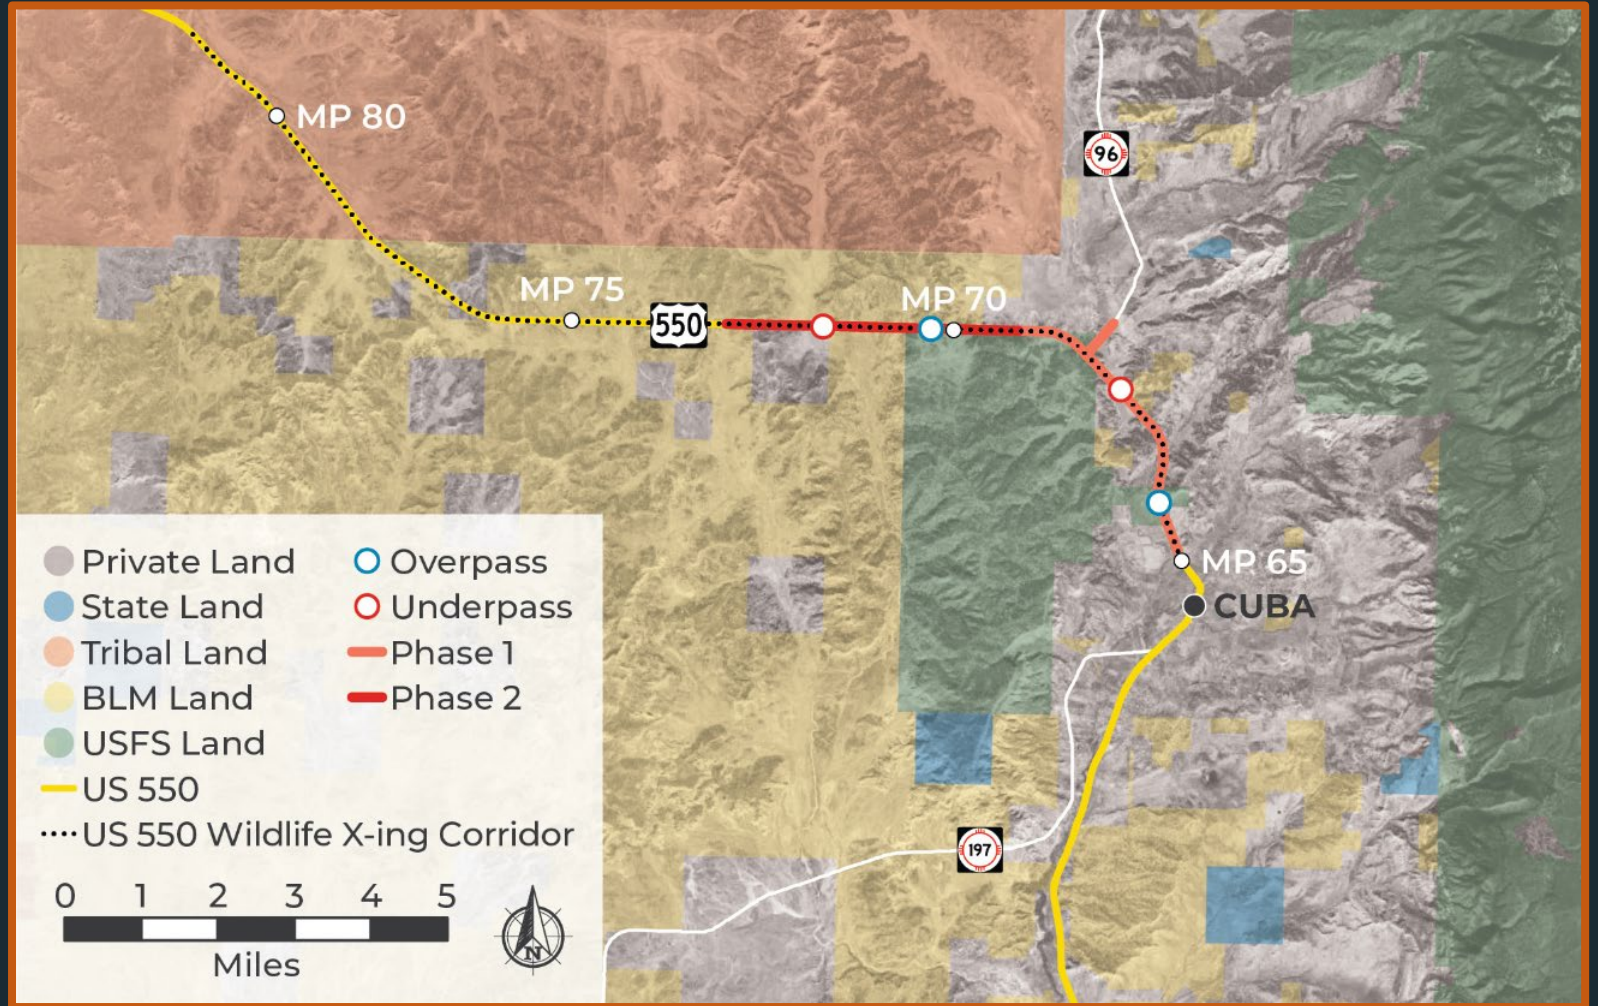 MP 80
96
MP 75
MP 70
550
MP 65
CUBA
197
Private Land
State Land
Tribal Land
BLM Land
USFS Land
US 550
US 550 Wildlife X-ing Corridor
Overpass
Underpass
Phase 1
Phase 2
0 1 2 3 4 5
Miles
N